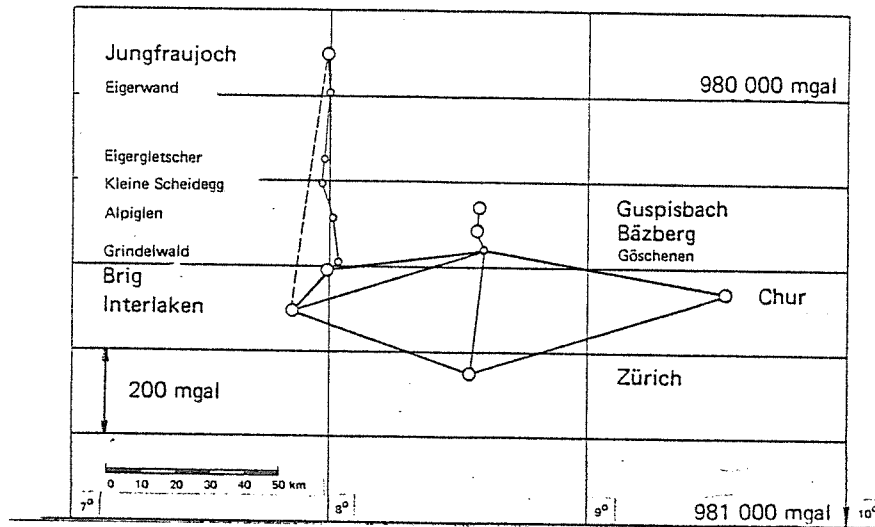 Jungfraujoch
Eigerwand
980 000 mgal
Eigergletscher
Kleine Scheidegg
Alpiglen
Guspisbach
Bäzberg
Grindelwald
Göschenen
Brig
Interlaken
Chur
200 mgal
Zürich
0 10 20 30 40 50 km
7° 8° 9° 981 000 mgal 10°